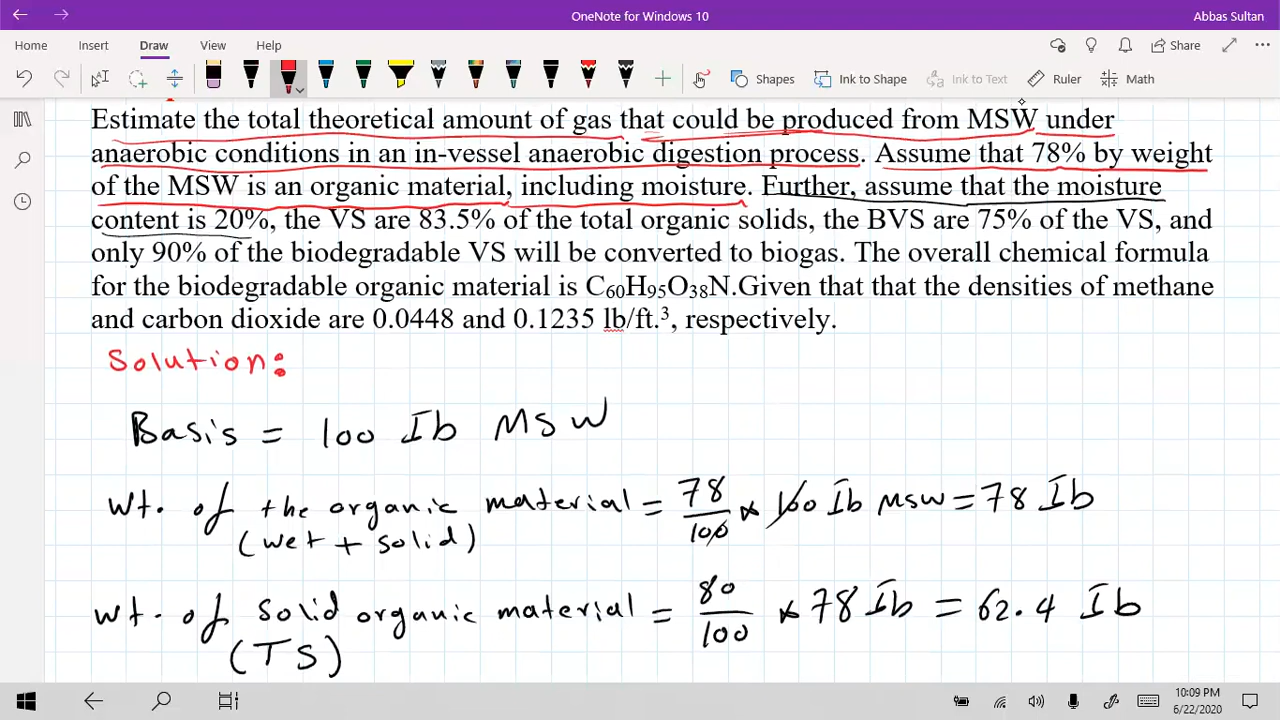 OneNote for Windows 10
Abbas Sultan
Home Insert Draw View Help Share
Shapes Ink to Shape Ink to Text Ruler Math
Estimate the total theoretical amount of gas that could be produced from MSW under
anaerobic conditions in an in-vessel anaerobic digestion process. Assume that 78% by weight
of the MSW is an organic material, including moisture. Further, assume that the moisture
content is 20%, the VS are 83.5% of the total organic solids, the BVS are 75% of the VS, and
only 90% of the biodegradable VS will be converted to biogas. The overall chemical formula
for the biodegradable organic material is C₆₀H₉₅O₃₈N.Given that that the densities of methane
and carbon dioxide are 0.0448 and 0.1235 lb/ft.³, respectively.
Solution:
Basis = 100 Ib MSW
Wt. of the organic material = 78/100 * 100 Ib MSW = 78 Ib
(wet + solid)
Wt. of solid organic material = 80/100 * 78 Ib = 62.4 Ib
(TS)
10:09 PM
6/22/2020